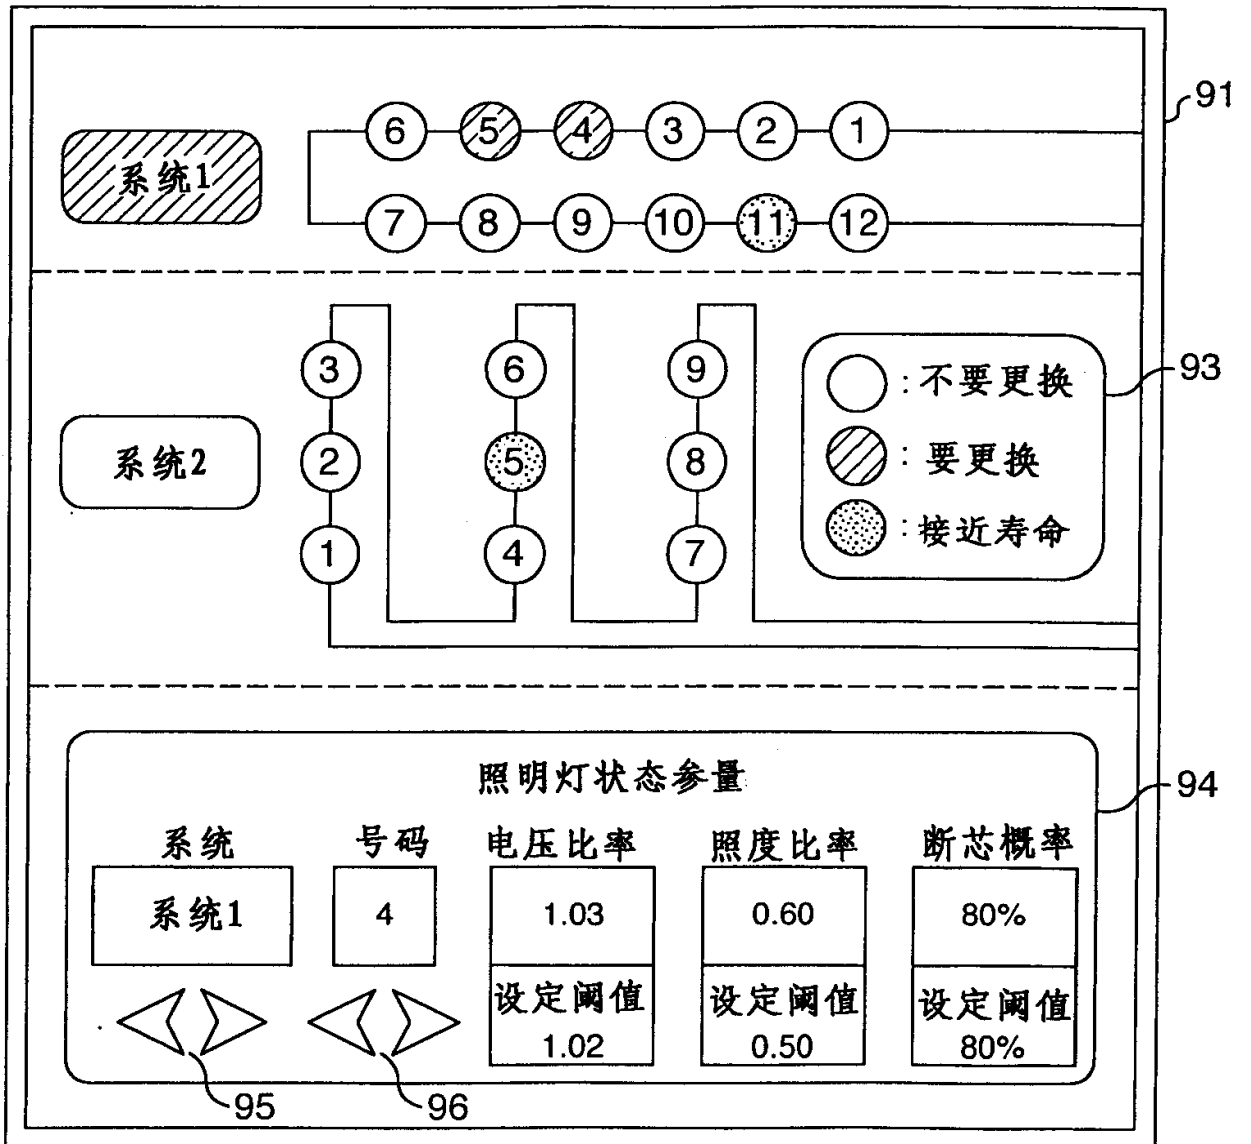 91
6 5 4 3 2 1
系统1
7 8 9 10 11 12
3 6 9
93
:不要更换
系统2
2 5 8
:要更换
1 4 7
:接近寿命
94
照明灯状态参量
系统 号码 电压比率 照度比率 断芯概率
系统1 4 1.03 0.60 80%
设定阈值 设定阈值 设定阈值
1.02 0.50 80%
95 96